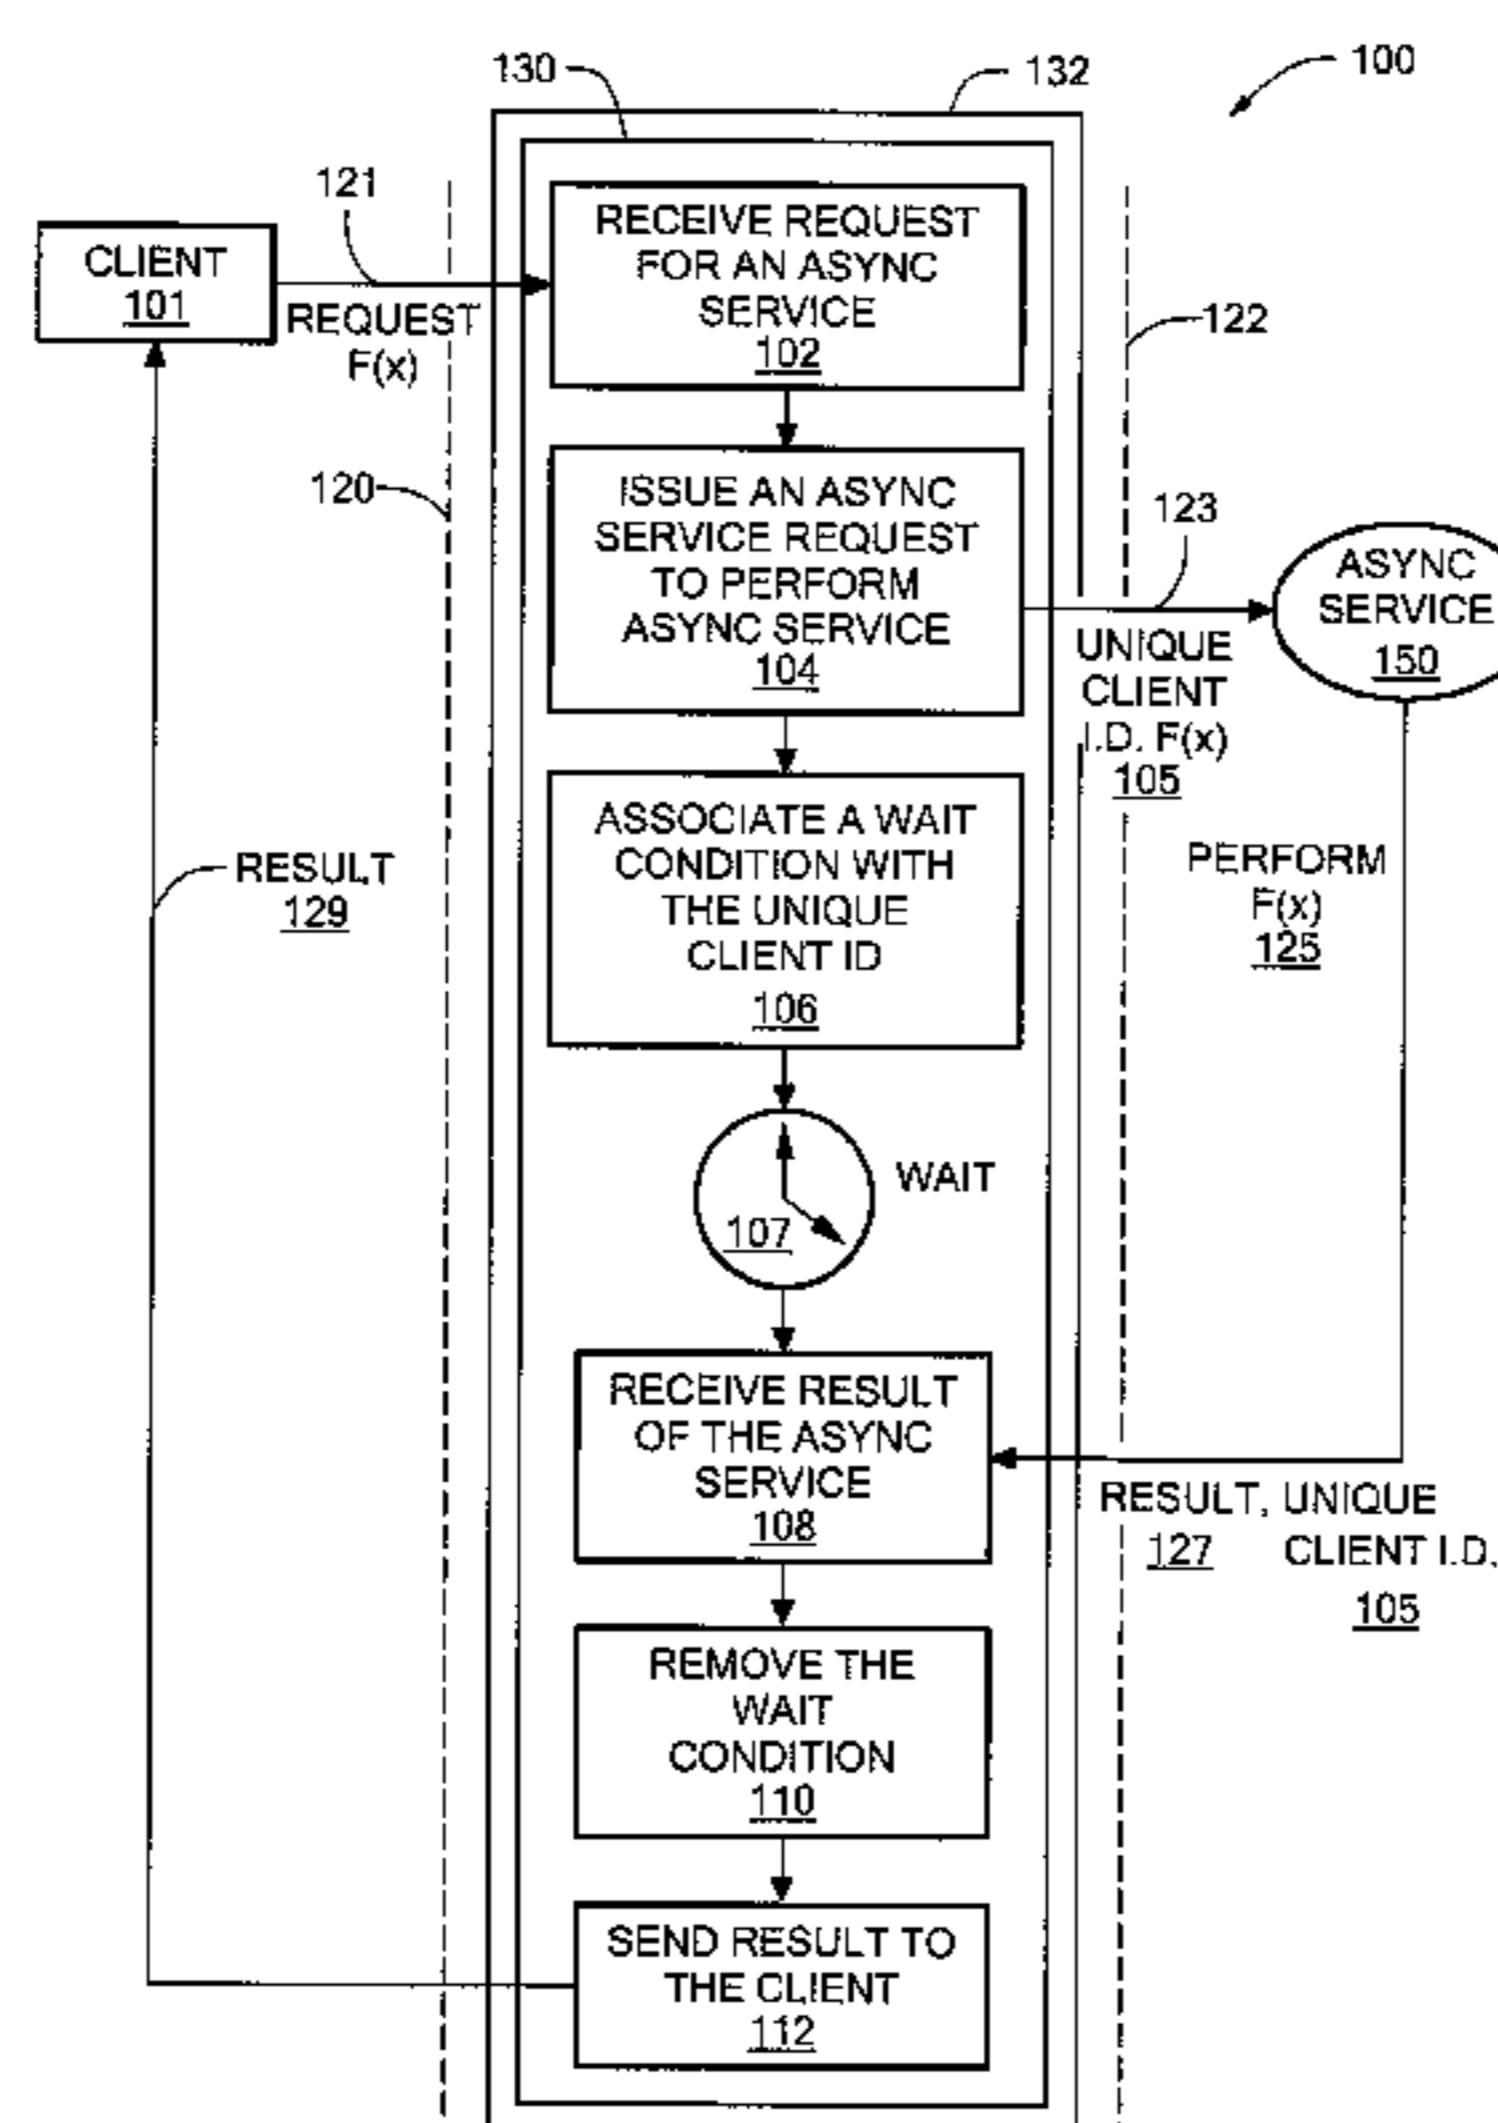 130
132
100
121
CLIENT
101
REQUEST
F(x)
RECEIVE REQUEST
FOR AN ASYNC
SERVICE
102
122
120
ISSUE AN ASYNC
SERVICE REQUEST
TO PERFORM
ASYNC SERVICE
104
123
ASYNC
SERVICE
150
UNIQUE
CLIENT
I.D. F(x)
105
ASSOCIATE A WAIT
CONDITION WITH
THE UNIQUE
CLIENT ID
106
RESULT
129
PERFORM
F(x)
125
WAIT
107
RECEIVE RESULT
OF THE ASYNC
SERVICE
108
RESULT, UNIQUE
127 CLIENT I.D.
105
REMOVE THE
WAIT
CONDITION
110
SEND RESULT TO
THE CLIENT
112